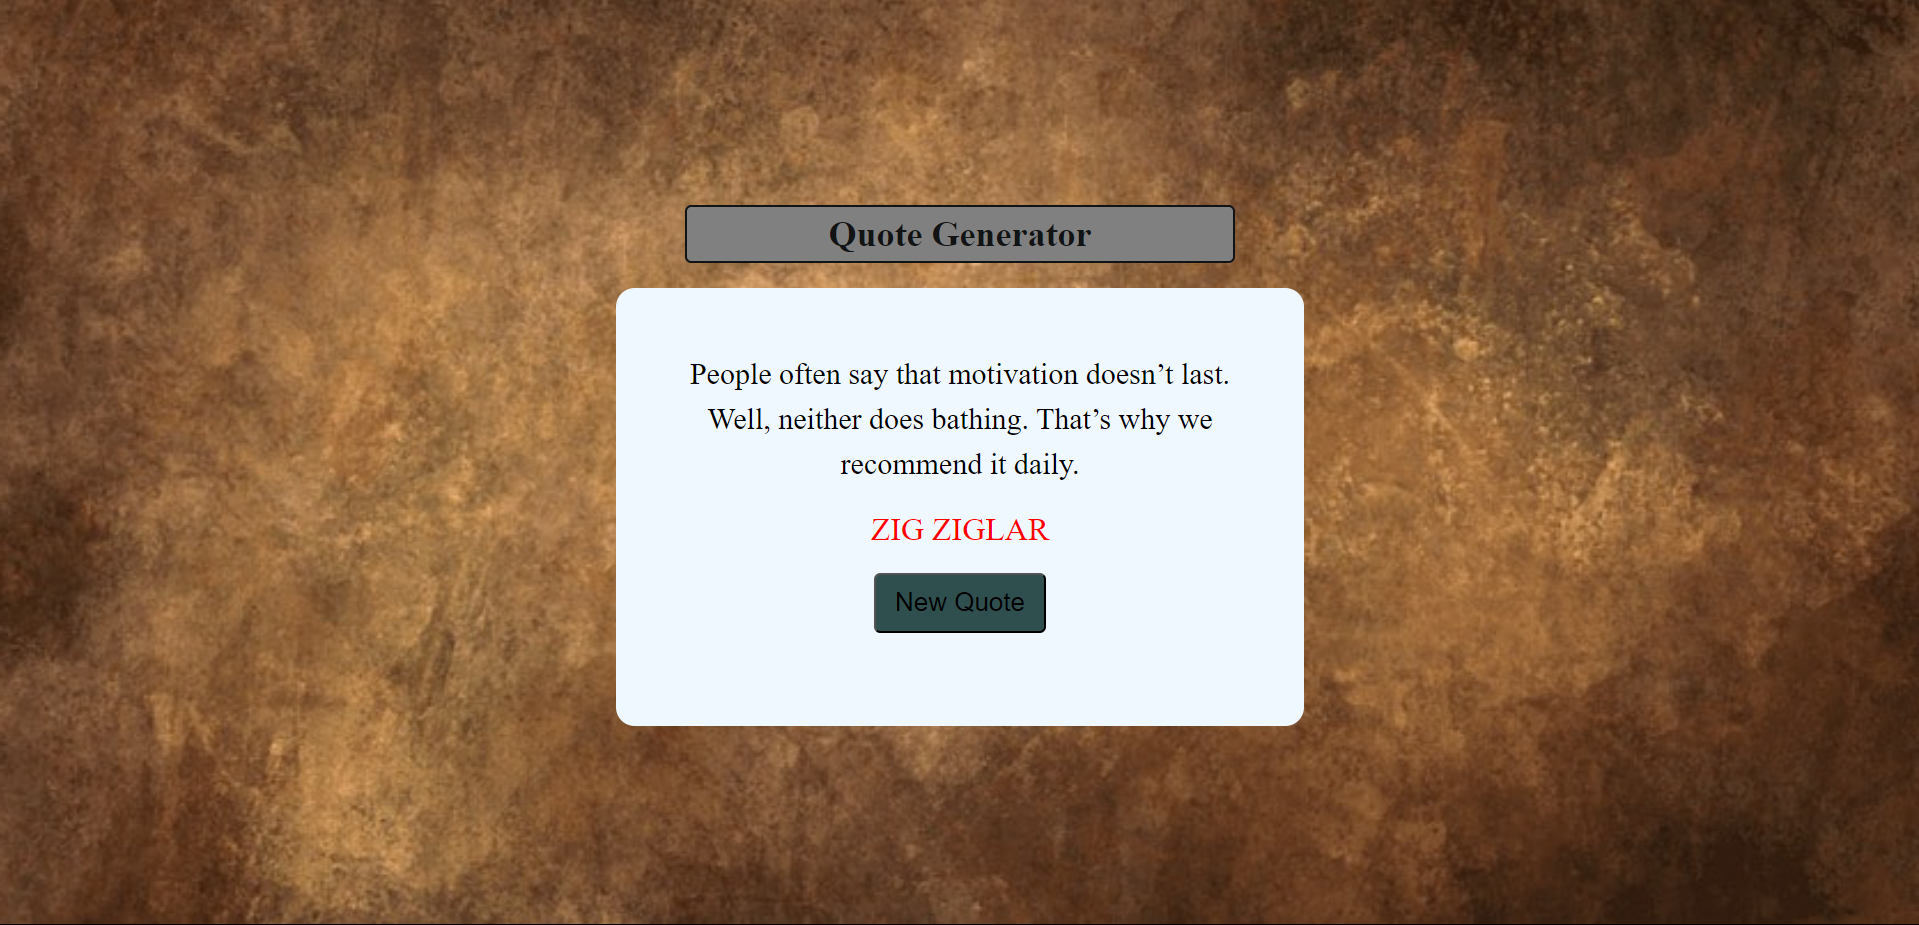 Quote Generator
People often say that motivation doesn’t last.
Well, neither does bathing. That’s why we
recommend it daily.
ZIG ZIGLAR
New Quote